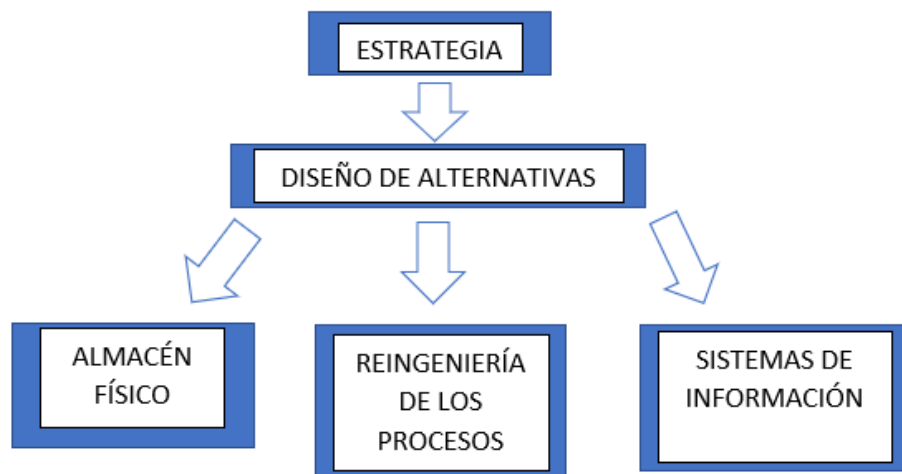 ESTRATEGIA
DISEÑO DE ALTERNATIVAS
ALMACÉN
FÍSICO
REINGENIERÍA
DE LOS
PROCESOS
SISTEMAS DE
INFORMACIÓN